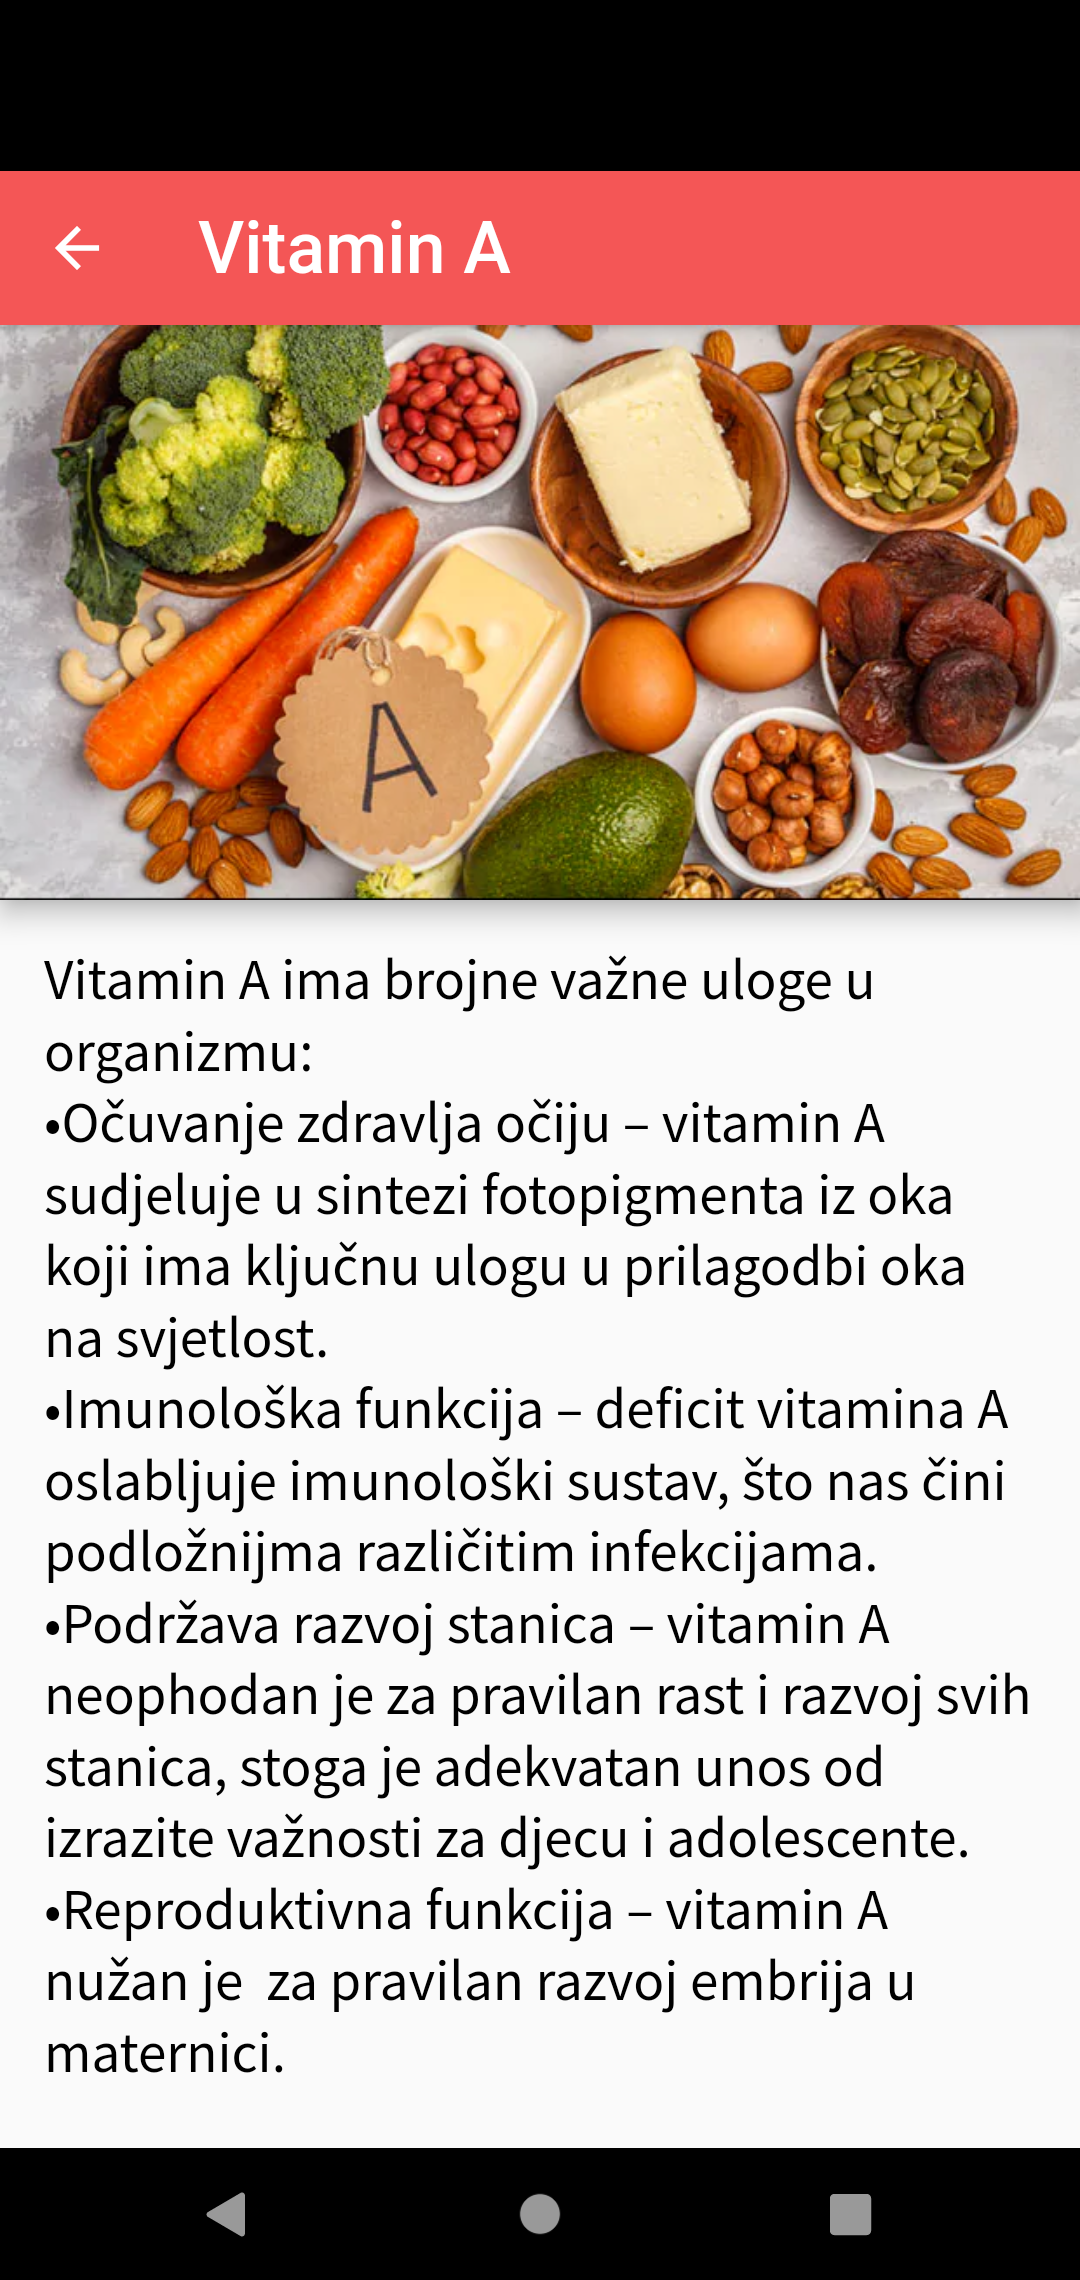 Vitamin A
A
Vitamin A ima brojne važne uloge u
organizmu:
•Očuvanje zdravlja očiju – vitamin A
sudjeluje u sintezi fotopigmenta iz oka
koji ima ključnu ulogu u prilagodbi oka
na svjetlost.
•Imunološka funkcija – deficit vitamina A
oslabljuje imunološki sustav, što nas čini
podložnijma različitim infekcijama.
•Podržava razvoj stanica – vitamin A
neophodan je za pravilan rast i razvoj svih
stanica, stoga je adekvatan unos od
izrazite važnosti za djecu i adolescente.
•Reproduktivna funkcija – vitamin A
nužan je  za pravilan razvoj embrija u
maternici.